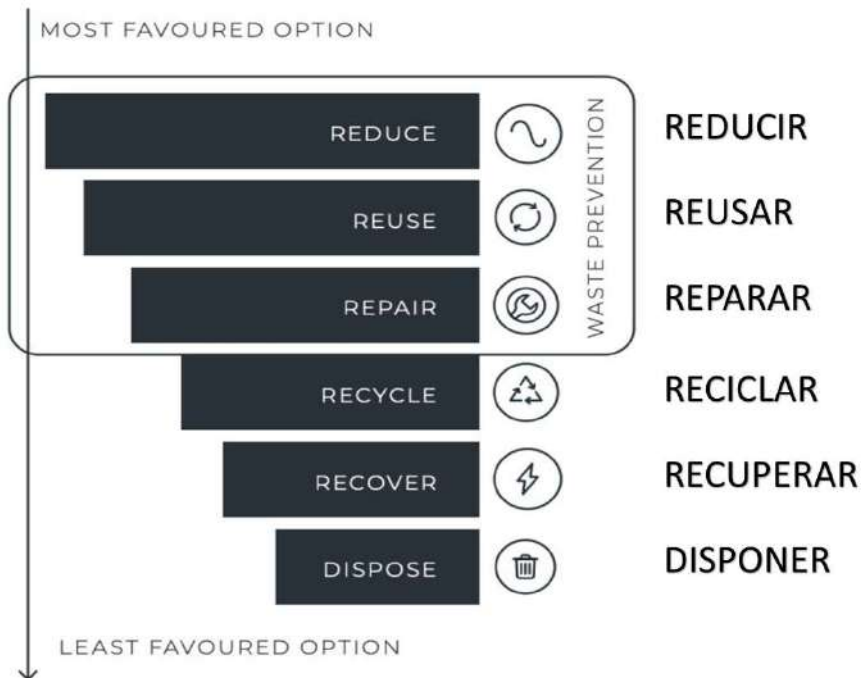 MOST FAVOURED OPTION
REDUCE
REDUCIR
REUSE
REUSAR
REPAIR
REPARAR
WASTE PREVENTION
RECYCLE
RECICLAR
RECOVER
RECUPERAR
DISPOSE
DISPONER
LEAST FAVOURED OPTION